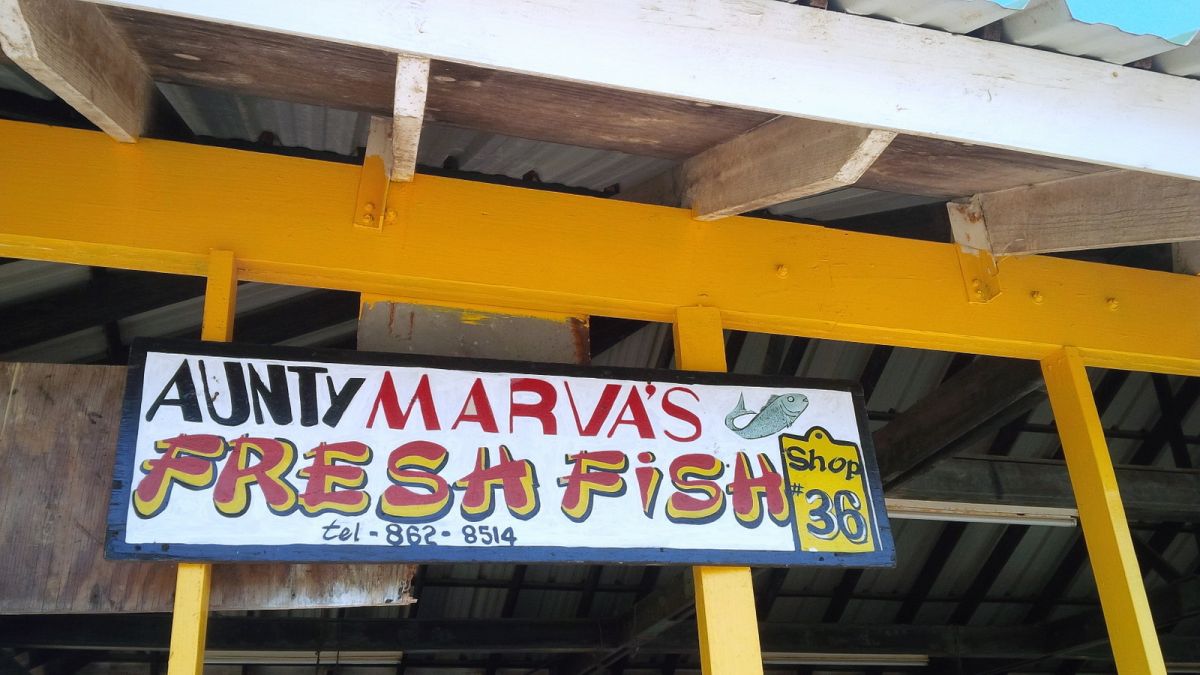 AUNTY MARVA'S
FRESH FiSH
Shop
# 36
tel - 862 - 8514